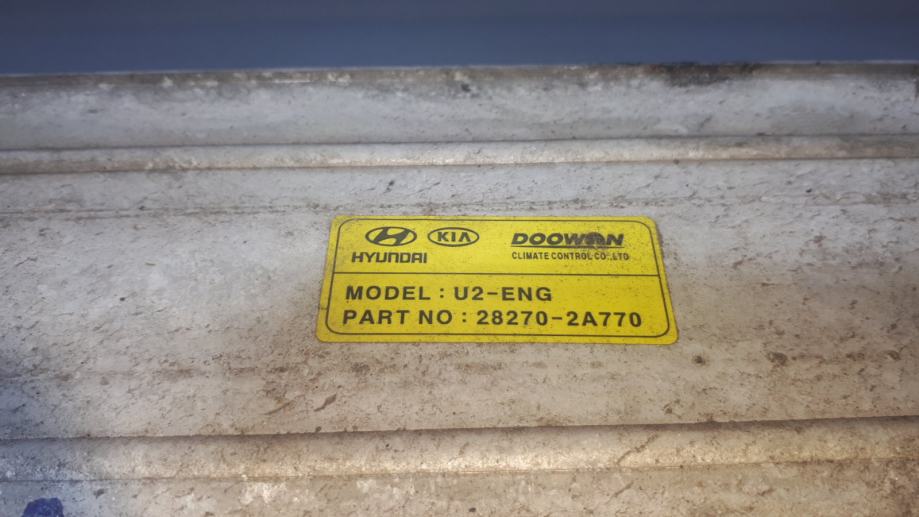 HYUNDAI
KIA
DOOWON
CLIMATE CONTROL CO.,LTD
MODEL : U2-ENG
PART NO : 28270-2A770